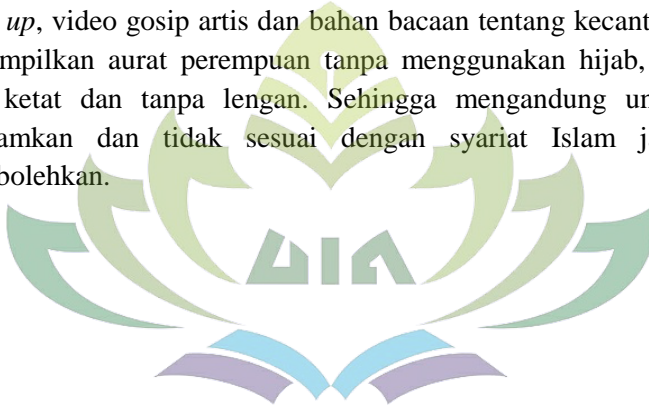 up, video gosip artis dan bahan bacaan tentang kecant
mpilkan aurat perempuan tanpa menggunakan hijab,
ketat dan tanpa lengan. Sehingga mengandung un
amkan dan tidak sesuai dengan syariat Islam j
bolehkan.
UIN